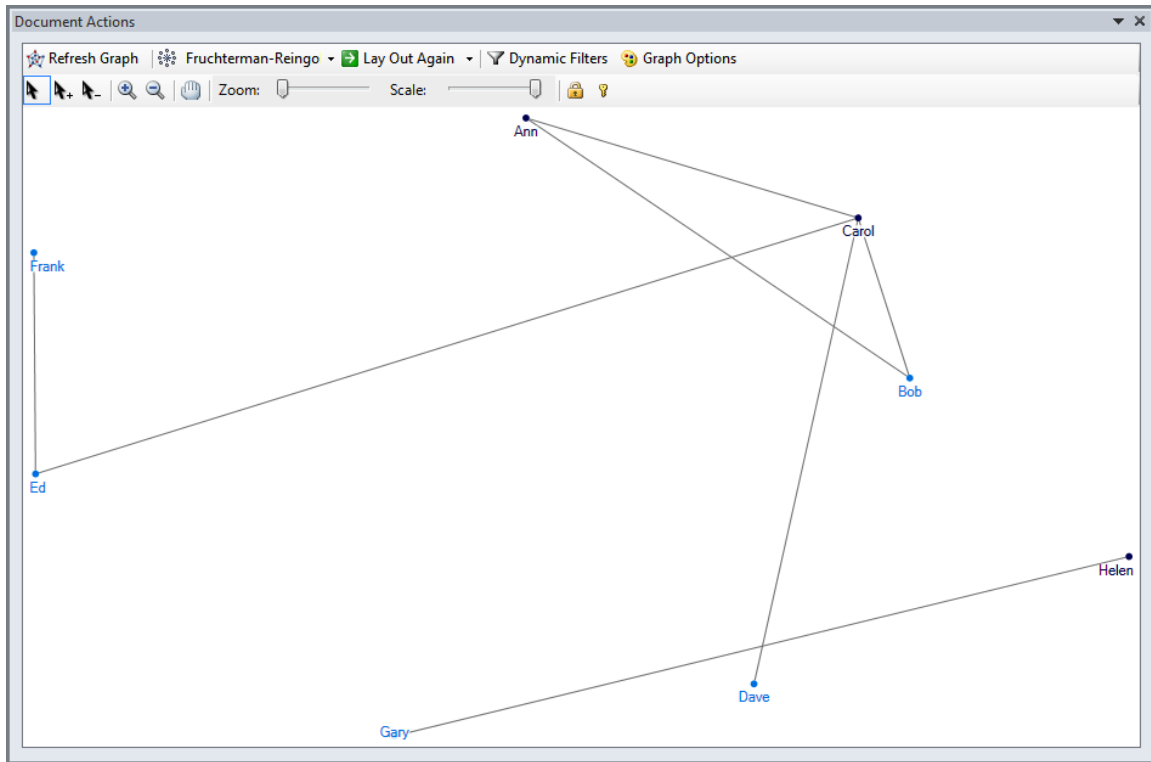 Document Actions
Refresh Graph Fruchterman-Reingo Lay Out Again Dynamic Filters Graph Options
Zoom: Scale:
Ann
Carol
Frank
Bob
Ed
Helen
Dave
Gary